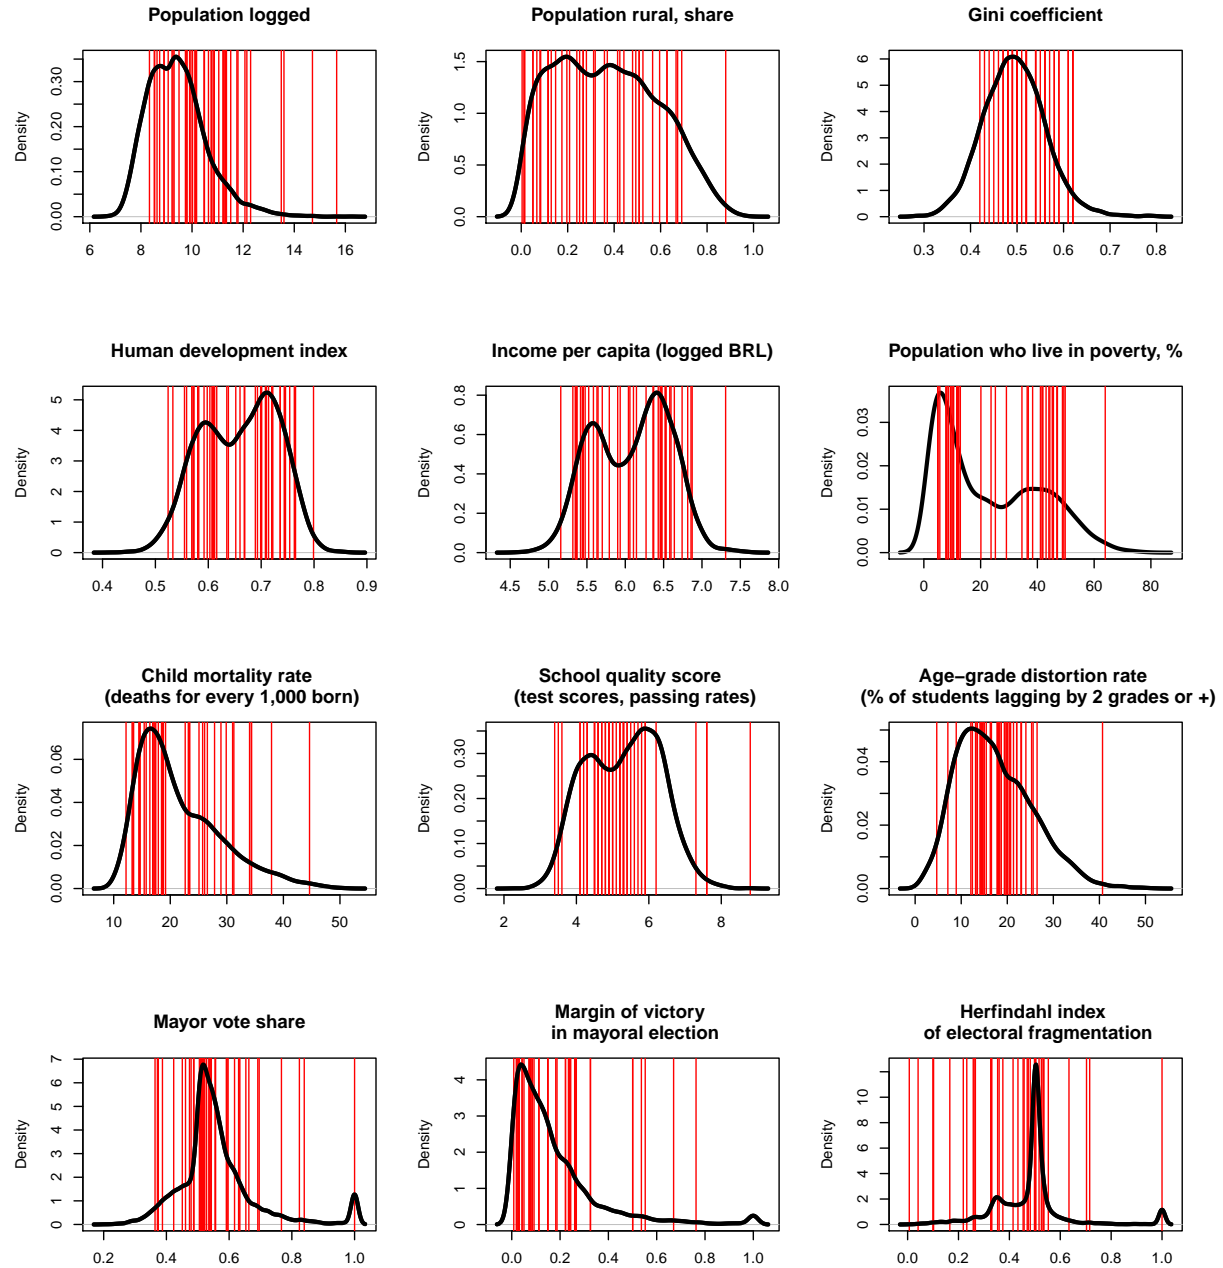 Population logged
Population rural, share
Gini coefficient
Density
0.00 0.10 0.20 0.30
6 8 10 12 14 16
Density
0.0 0.5 1.0 1.5
0.0 0.2 0.4 0.6 0.8 1.0
Density
0 1 2 3 4 5 6
0.3 0.4 0.5 0.6 0.7 0.8
Human development index
Income per capita (logged BRL)
Population who live in poverty, %
Density
0 1 2 3 4 5
0.4 0.5 0.6 0.7 0.8 0.9
Density
0.0 0.2 0.4 0.6 0.8
4.5 5.0 5.5 6.0 6.5 7.0 7.5 8.0
Density
0.00 0.01 0.02 0.03
0 20 40 60 80
Child mortality rate
(deaths for every 1,000 born)
School quality score
(test scores, passing rates)
Age−grade distortion rate
(% of students lagging by 2 grades or +)
Density
0.00 0.02 0.04 0.06
10 20 30 40 50
Density
0.00 0.10 0.20 0.30
2 4 6 8
Density
0.00 0.02 0.04
0 10 20 30 40 50
Mayor vote share
Margin of victory
in mayoral election
Herfindahl index
of electoral fragmentation
Density
0 1 2 3 4 5 6 7
0.2 0.4 0.6 0.8 1.0
Density
0 1 2 3 4
0.0 0.2 0.4 0.6 0.8 1.0
Density
0 2 4 6 8 10
0.0 0.2 0.4 0.6 0.8 1.0